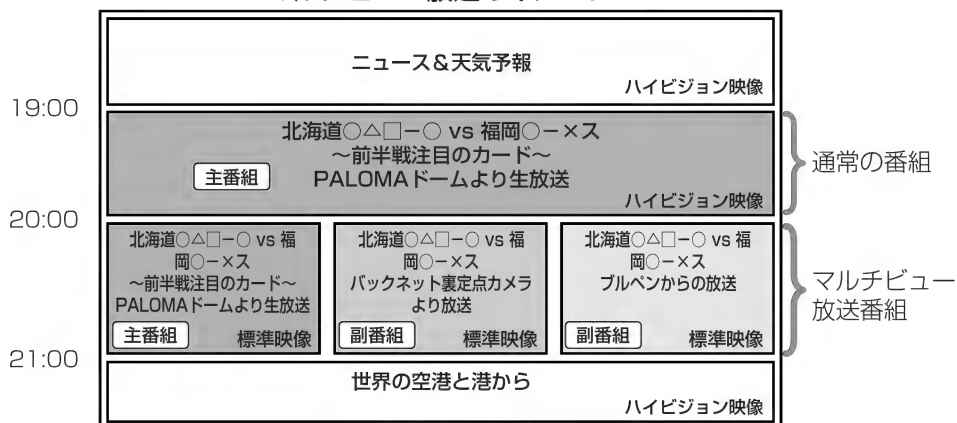 ニュース&天気予報
ハイビジョン映像
19:00
北海道○△□ー○ vs 福岡○ー×ス
~前半戦注目のカード~
主番組
PALOMAドームより生放送
ハイビジョン映像
通常の番組
20:00
北海道○△□ー○ vs 福
岡○ー×ス
~前半戦注目のカード~
PALOMAドームより生放送
主番組
標準映像
北海道○△□ー○ vs 福
岡○ー×ス
バックネット裏定点カメラ
より放送
副番組
標準映像
北海道○△□ー○ vs 福
岡○ー×ス
ブルペンからの放送
副番組
標準映像
マルチビュー
放送番組
21:00
世界の空港と港から
ハイビジョン映像